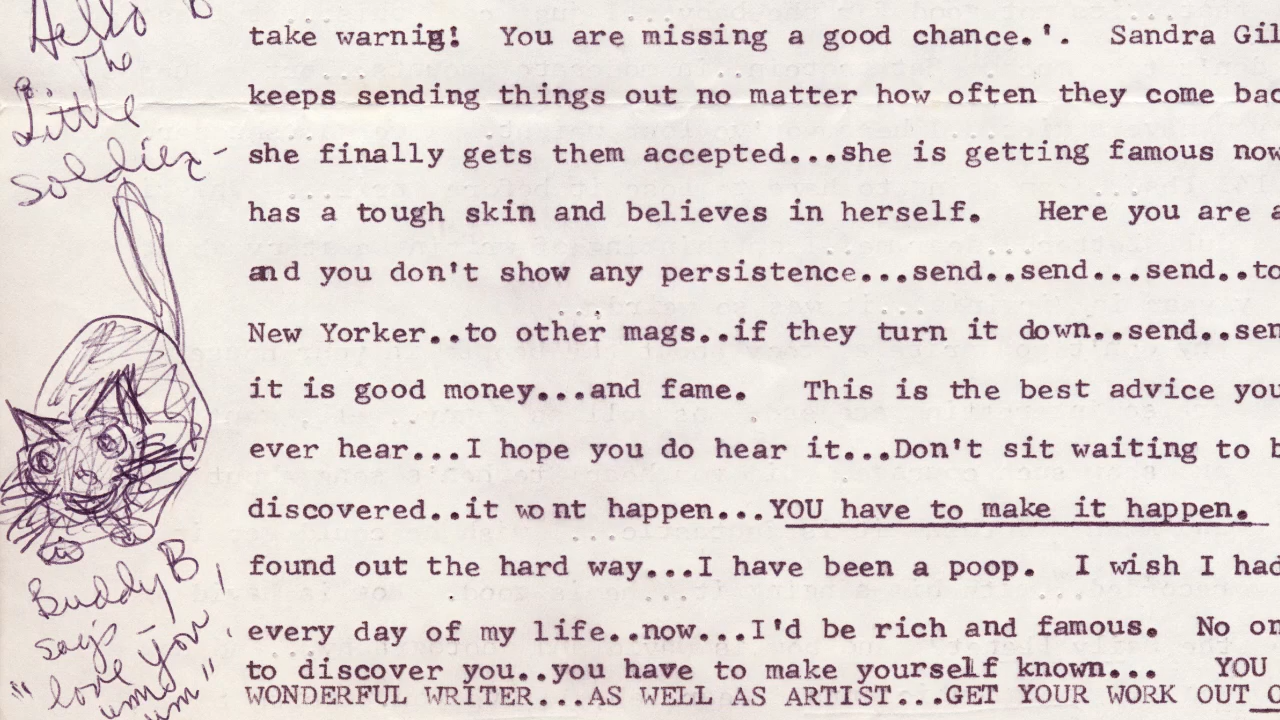 Hello
The
Little
Soldier-
take warnig!  You are missing a good chance.'.  Sandra Gil
keeps sending things out no matter how often they come bac
she finally gets them accepted...she is getting famous now
has a tough skin and believes in herself.   Here you are a
and you don't show any persistence...send..send...send..to
New Yorker..to other mags..if they turn it down..send..sen
it is good money...and fame.   This is the best advice you
ever hear...I hope you do hear it...Don't sit waiting to b
discovered..it wont happen...YOU have to make it happen.
found out the hard way...I have been a poop.  I wish I had
every day of my life..now...I'd be rich and famous.  No on
to discover you..you have to make yourself known...   YOU
WONDERFUL WRITER...AS WELL AS ARTIST...GET YOUR WORK OUT
Buddy B
says
"love you